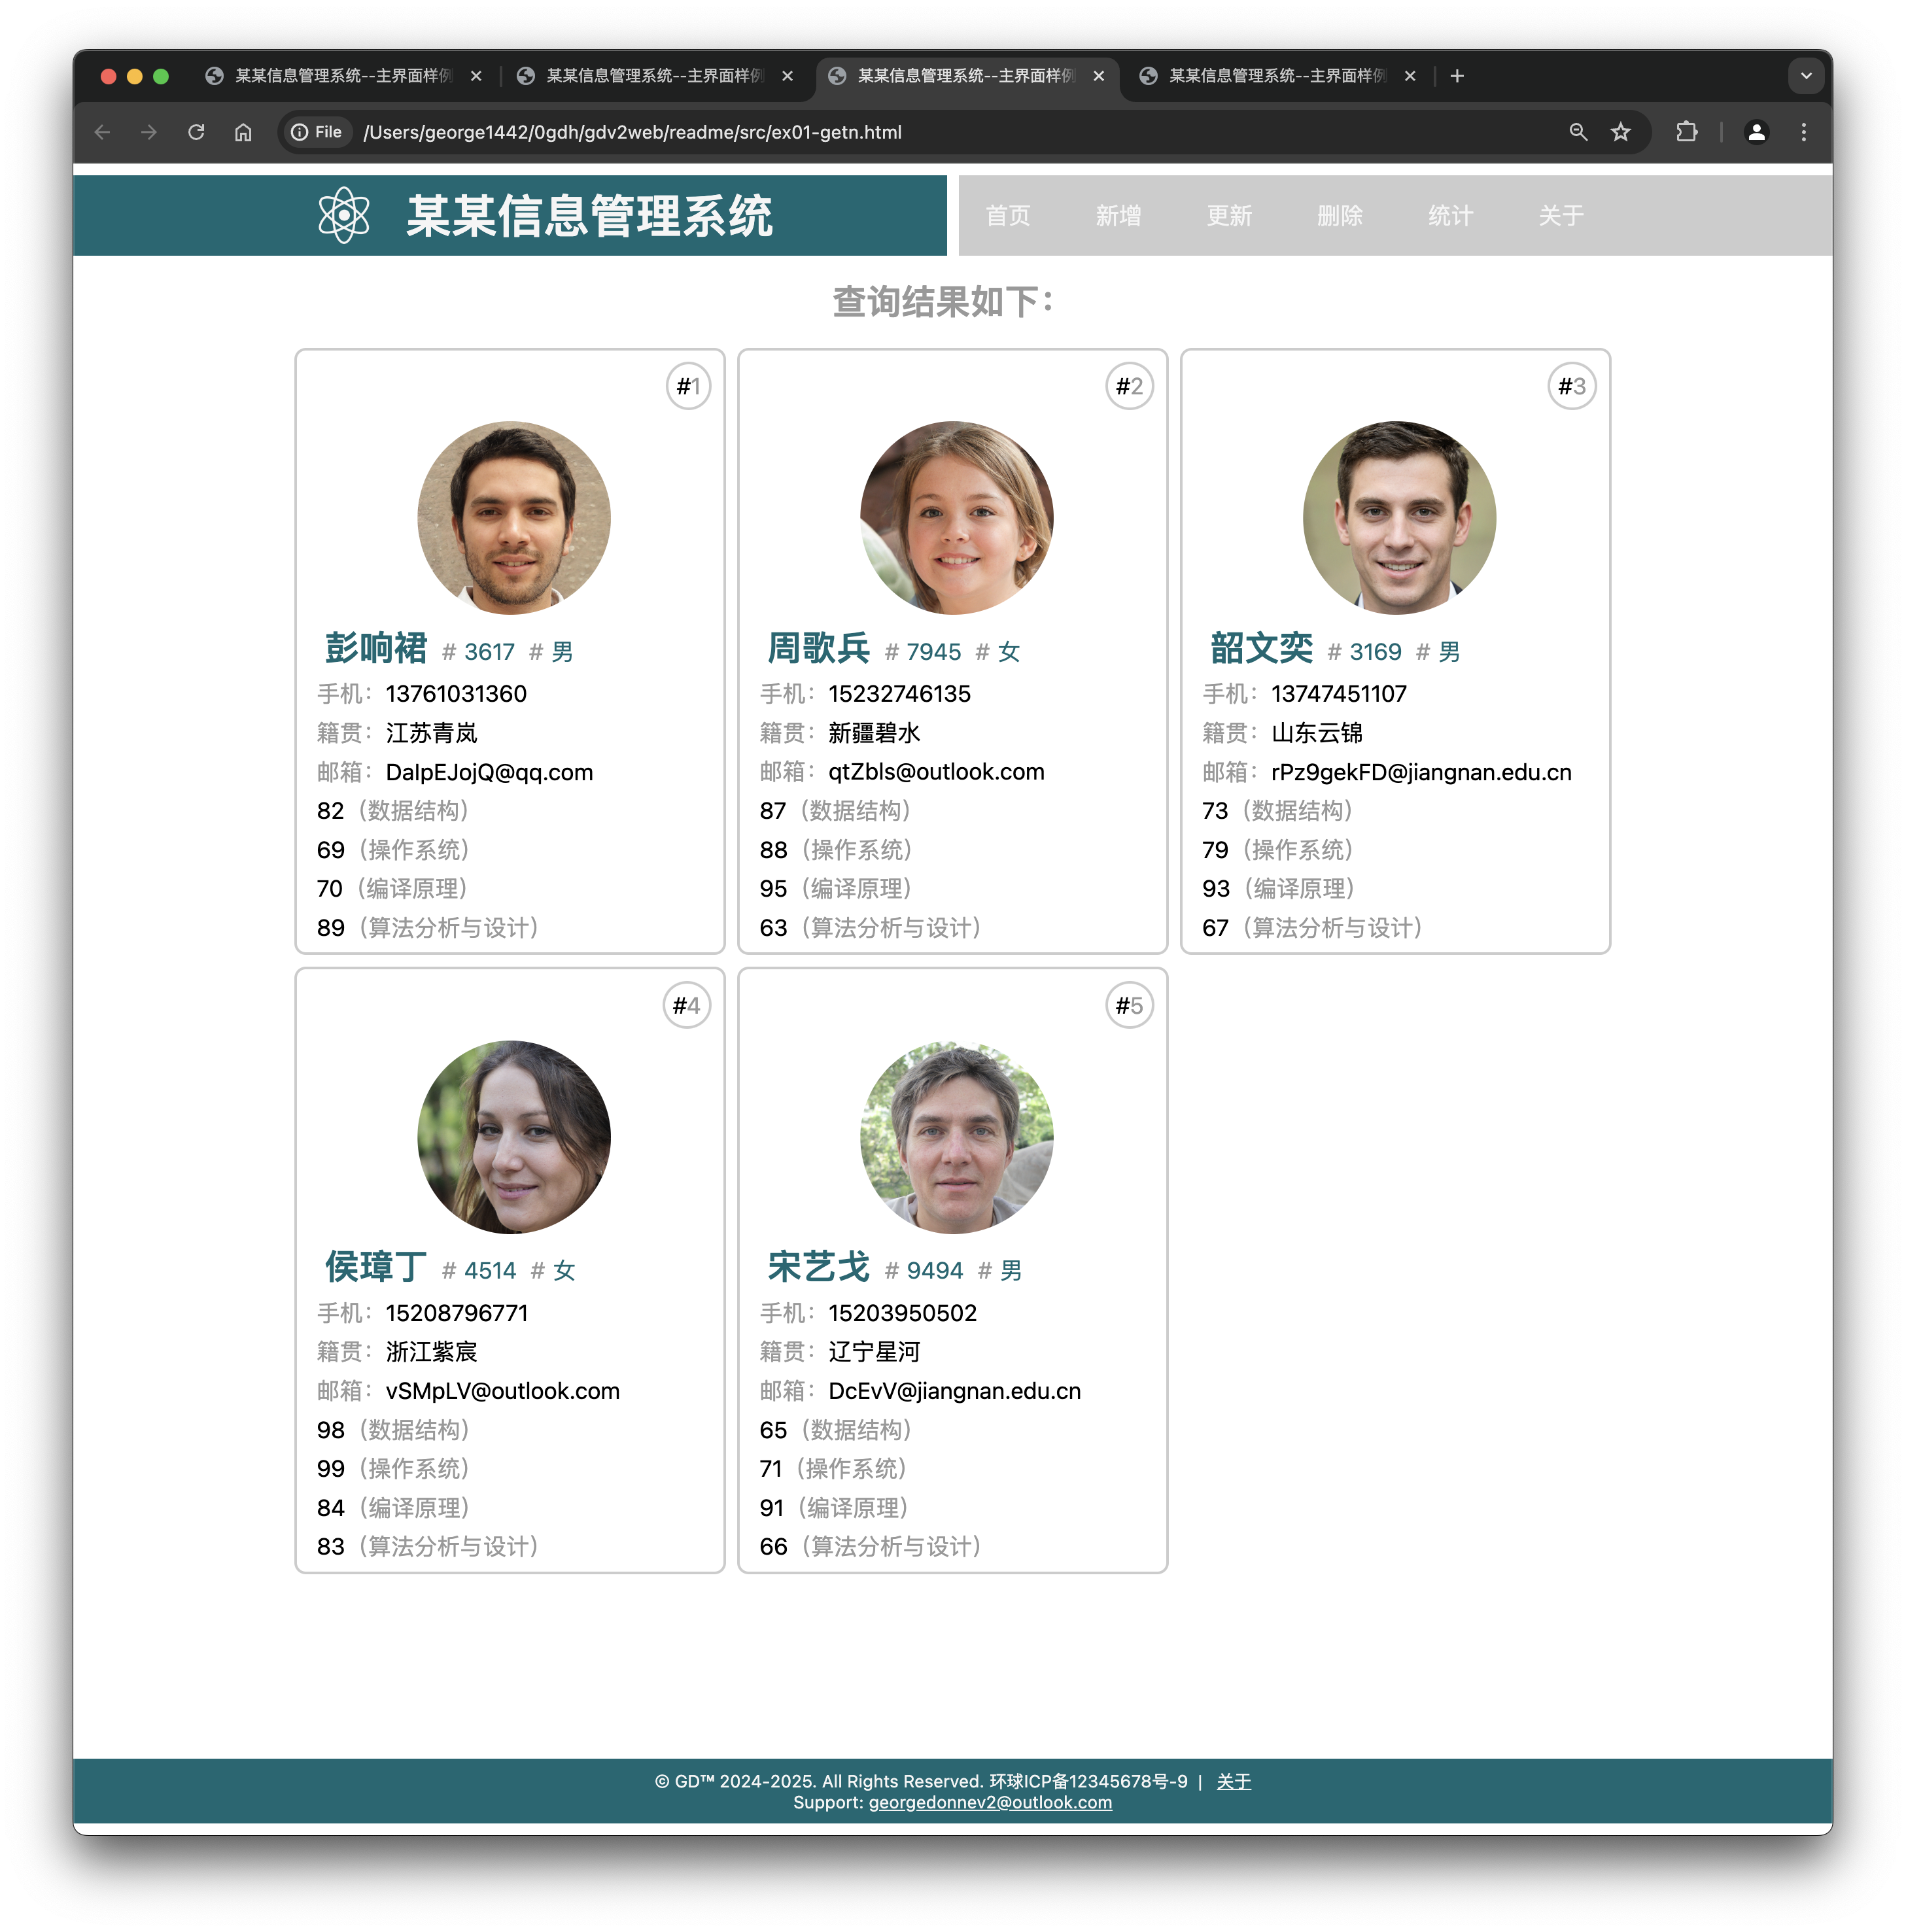 某某信息管理系统--主界面样例
某某信息管理系统--主界面样例
某某信息管理系统--主界面样例
某某信息管理系统--主界面样例
File /Users/george1442/0gdh/gdv2web/readme/src/ex01-getn.html
某某信息管理系统
首页 新增 更新 删除 统计 关于
查询结果如下：
#1
彭响裙 # 3617 # 男
手机：13761031360
籍贯：江苏青岚
邮箱：DalpEJojQ@qq.com
82（数据结构）
69（操作系统）
70（编译原理）
89（算法分析与设计）
#2
周歌兵 # 7945 # 女
手机：15232746135
籍贯：新疆碧水
邮箱：qtZbls@outlook.com
87（数据结构）
88（操作系统）
95（编译原理）
63（算法分析与设计）
#3
韶文奕 # 3169 # 男
手机：13747451107
籍贯：山东云锦
邮箱：rPz9gekFD@jiangnan.edu.cn
73（数据结构）
79（操作系统）
93（编译原理）
67（算法分析与设计）
#4
侯璋丁 # 4514 # 女
手机：15208796771
籍贯：浙江紫宸
邮箱：vSMpLV@outlook.com
98（数据结构）
99（操作系统）
84（编译原理）
83（算法分析与设计）
#5
宋艺戈 # 9494 # 男
手机：15203950502
籍贯：辽宁星河
邮箱：DcEvV@jiangnan.edu.cn
65（数据结构）
71（操作系统）
91（编译原理）
66（算法分析与设计）
© GD™ 2024-2025. All Rights Reserved. 环球ICP备12345678号-9 | 关于
Support: georgedonnev2@outlook.com